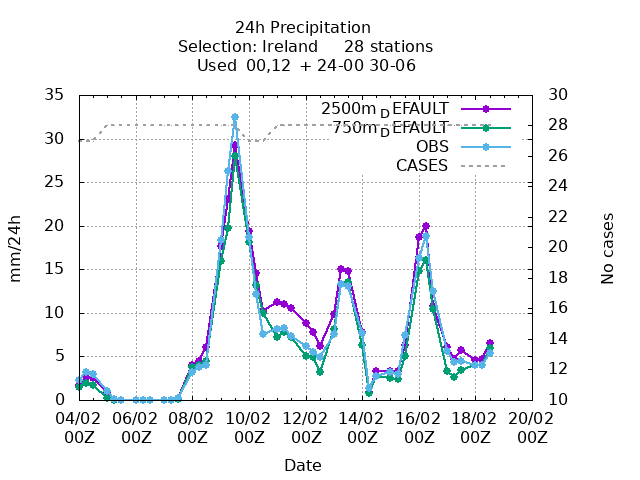 24h Precipitation
Selection: Ireland 28 stations
Used 00,12 + 24-00 30-06
35 30
2500mDEFAULT
30 28
750mDEFAULT
OBS
26
CASES
25
24
20 22
20
15 18
10 16
14
5 12
0 10
mm/24h
No cases
04/02 06/02 08/02 10/02 12/02 14/02 16/02 18/02 20/02
00Z 00Z 00Z 00Z 00Z 00Z 00Z 00Z 00Z
Date